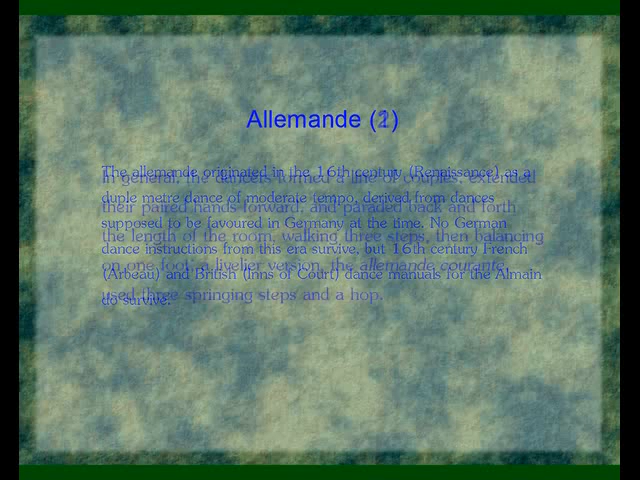 Allemande (1)
The allemande originated in the 16th century (Renaissance) as a
duple metre dance of moderate tempo, derived from dances
supposed to be favoured in Germany at the time. No German
dance instructions from this era survive, but 16th century French
(Arbeau) and British (Inns of Court) dance manuals for the Almain
do survive.
Allemande (2)
In general, the dancers formed a line of couples, extended
their paired hands forward, and paraded back and forth
the length of the room, walking three steps, then balancing
on one foot; a livelier version, the allemande courante,
used three springing steps and a hop.